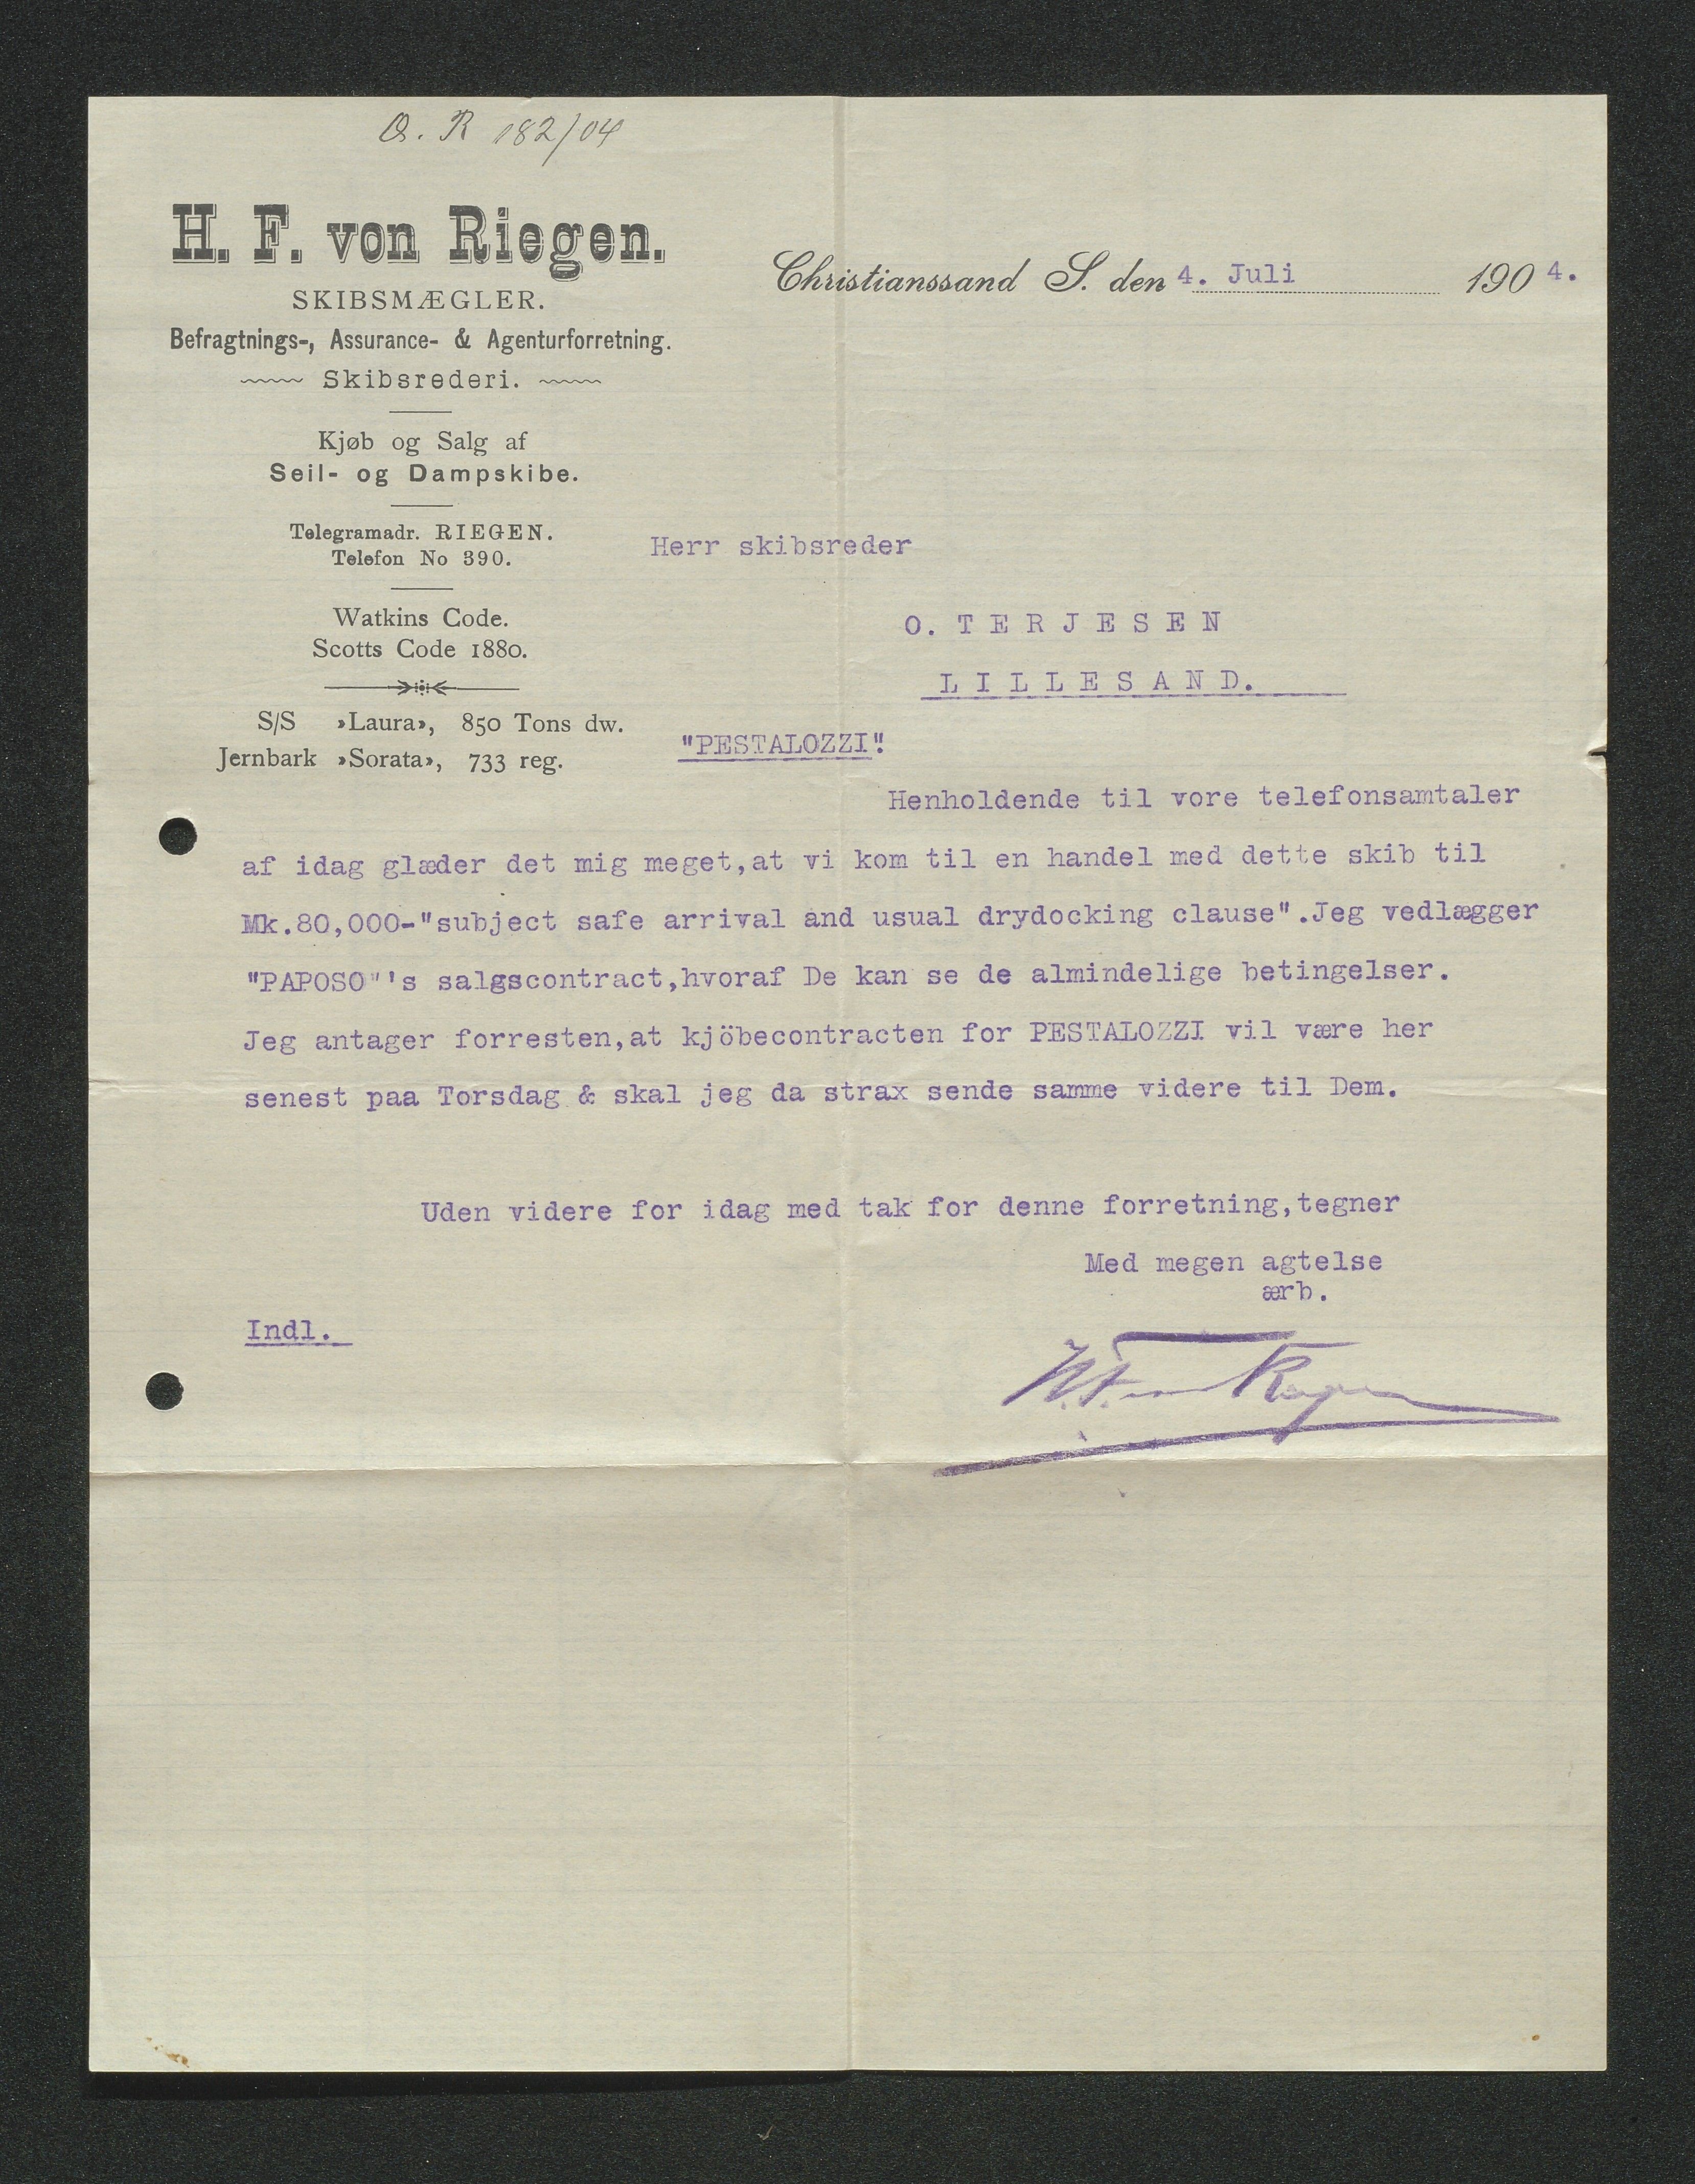 O. R 182/04
H. F. von Riegen.
SKIBSMÆGLER.
Befragtnings-, Assurance- & Agenturforretning.
Skibsrederi.
Kjøb og Salg af
Seil- og Dampskibe.
Telegramadr. RIEGEN.
Telefon No 390.
Watkins Code.
Scotts Code 1880.
S/S »Laura», 850 Tons dw.
Jernbark »Sorata», 733 reg.
Christianssand S. den 4. Juli 1904.
Herr skibsreder
O. TERJESEN
LILLESAND.
"PESTALOZZI".
Henholdende til vore telefonsamtaler
af idag glæder det mig meget,at vi kom til en handel med dette skib til
Mk.80,000-"subject safe arrival and usual drydocking clause".Jeg vedlægger
"PAPOSO"'s salgscontract,hvoraf De kan se de almindelige betingelser.
Jeg antager forresten,at kjöbecontracten for PESTALOZZI vil være her
senest paa Torsdag & skal jeg da strax sende samme videre til Dem.
Uden videre for idag med tak for denne forretning,tegner
Med megen agtelse
ærb.
Indl.
H.F. von Riegen